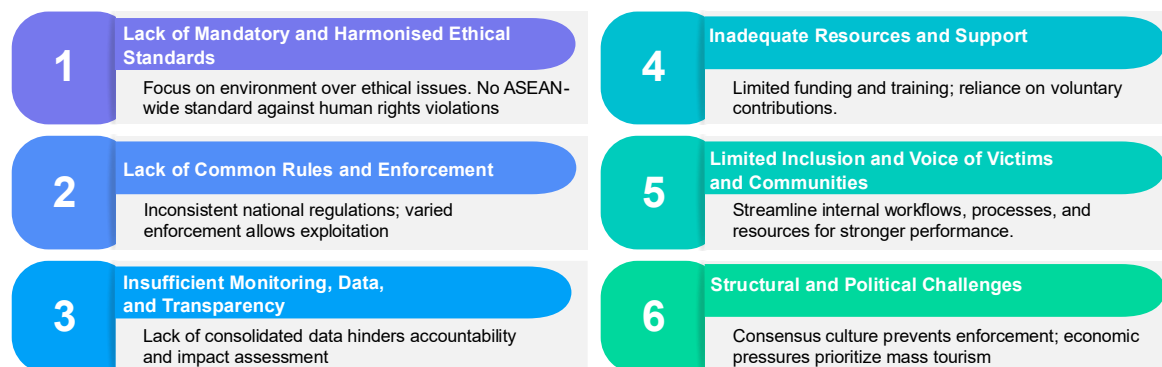 1
Lack of Mandatory and Harmonised Ethical
Standards
Focus on environment over ethical issues. No ASEAN-
wide standard against human rights violations
2
Lack of Common Rules and Enforcement
Inconsistent national regulations; varied
enforcement allows exploitation
3
Insufficient Monitoring, Data,
and Transparency
Lack of consolidated data hinders accountability
and impact assessment
4
Inadequate Resources and Support
Limited funding and training; reliance on voluntary
contributions.
5
Limited Inclusion and Voice of Victims
and Communities
Streamline internal workflows, processes, and
resources for stronger performance.
6
Structural and Political Challenges
Consensus culture prevents enforcement; economic
pressures prioritize mass tourism